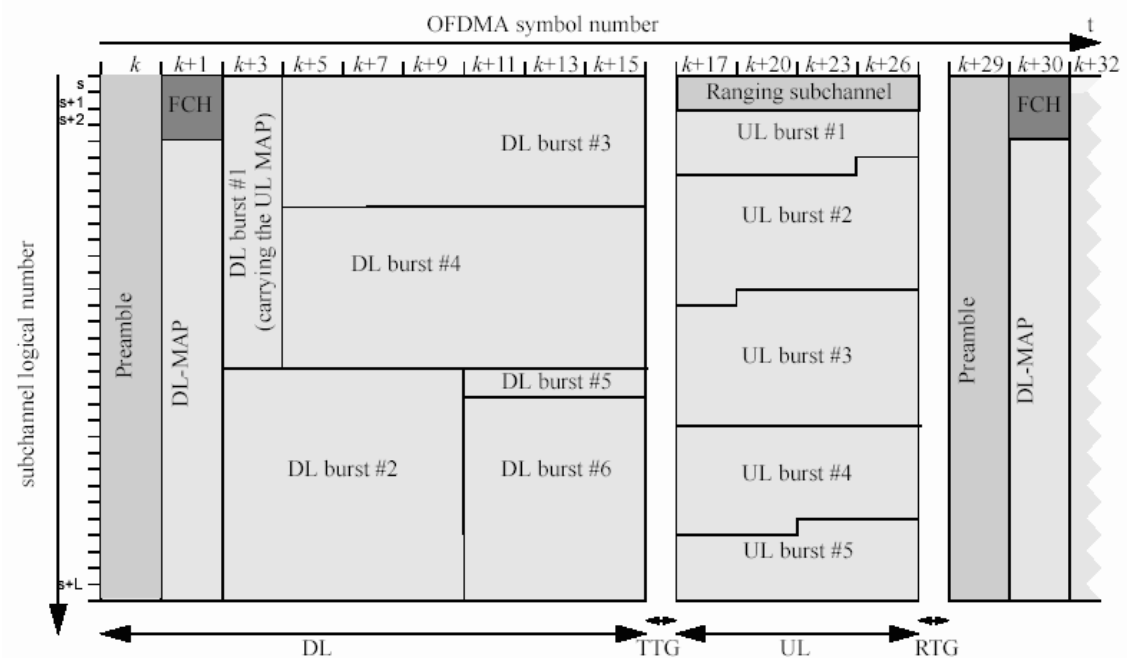 OFDMA symbol number
t
k k+1 k+3 k+5 k+7 k+9 k+11 k+13 k+15 k+17 k+20 k+23 k+26 k+29 k+30 k+32
s
s+1
s+2
s+L
subchannel logical number
Preamble
FCH
DL-MAP
DL burst #1
(carrying the UL MAP)
DL burst #3
DL burst #4
DL burst #5
DL burst #2
DL burst #6
Ranging subchannel
UL burst #1
UL burst #2
UL burst #3
UL burst #4
UL burst #5
Preamble
FCH
DL-MAP
DL TTG UL RTG